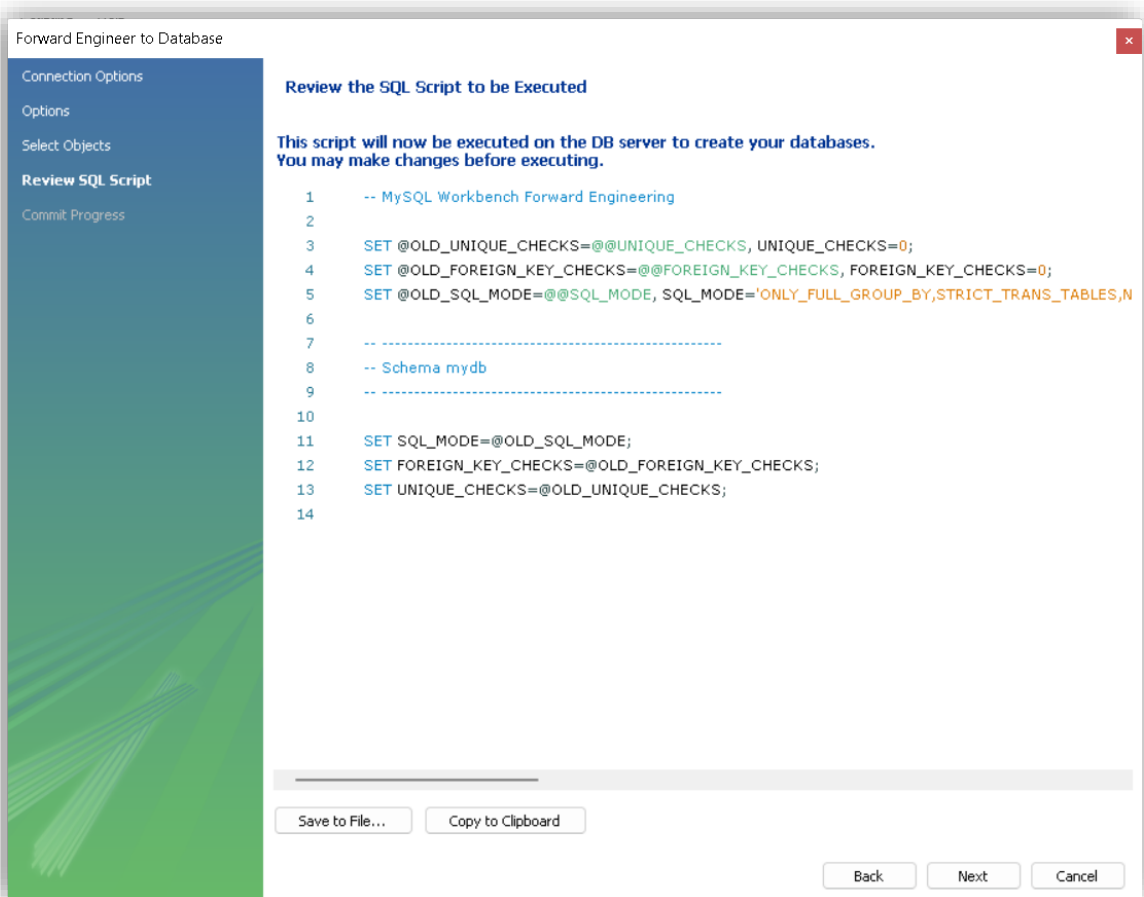 Forward Engineer to Database
Connection Options
Options
Select Objects
Review SQL Script
Commit Progress
Review the SQL Script to be Executed
This script will now be executed on the DB server to create your databases.
You may make changes before executing.
1 -- MySQL Workbench Forward Engineering
2
3 SET @OLD_UNIQUE_CHECKS=@@UNIQUE_CHECKS, UNIQUE_CHECKS=0;
4 SET @OLD_FOREIGN_KEY_CHECKS=@@FOREIGN_KEY_CHECKS, FOREIGN_KEY_CHECKS=0;
5 SET @OLD_SQL_MODE=@@SQL_MODE, SQL_MODE='ONLY_FULL_GROUP_BY,STRICT_TRANS_TABLES,N
6
7 -- -----------------------------------------------------
8 -- Schema mydb
9 -- -----------------------------------------------------
10
11 SET SQL_MODE=@OLD_SQL_MODE;
12 SET FOREIGN_KEY_CHECKS=@OLD_FOREIGN_KEY_CHECKS;
13 SET UNIQUE_CHECKS=@OLD_UNIQUE_CHECKS;
14
Save to File...
Copy to Clipboard
Back
Next
Cancel